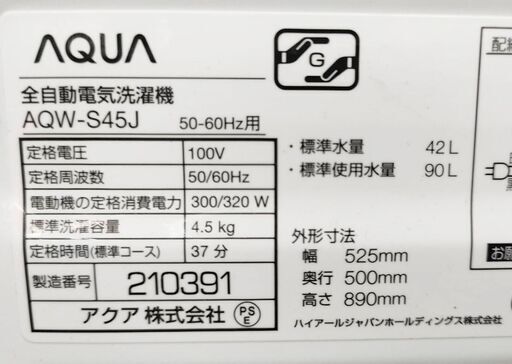 AQUA
G
全自動電気洗濯機
AQW-S45J 50-60Hz用
定格電圧 100V
定格周波数 50/60Hz
電動機の定格消費電力 300/320 W
標準洗濯容量 4.5 kg
定格時間(標準コース) 37 分
製造番号 210391
アクア 株式会社 PSE
・標準水量 42 L
・標準使用水量 90 L
外形寸法
幅 525mm
奥行 500mm
高さ 890mm
ハイアールジャパンホールディングス株式会社
お願